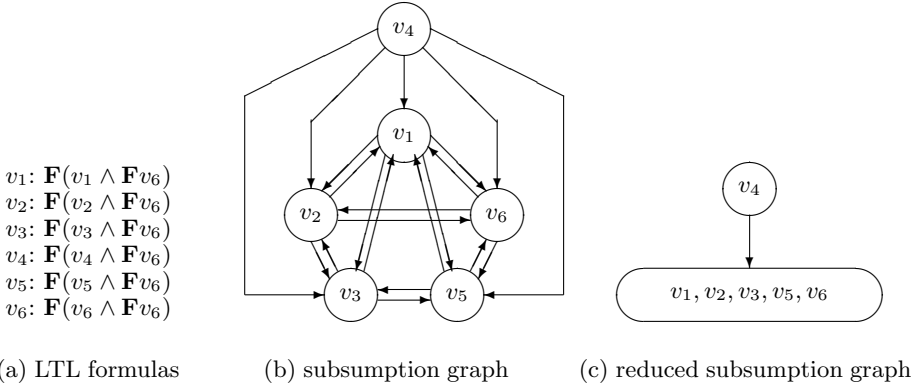 v4
v1
v2
v6
v3
v5
v1: F(v1 ∧ Fv6)
v2: F(v2 ∧ Fv6)
v3: F(v3 ∧ Fv6)
v4: F(v4 ∧ Fv6)
v5: F(v5 ∧ Fv6)
v6: F(v6 ∧ Fv6)
v4
v1, v2, v3, v5, v6
a) LTL formulas
(b) subsumption graph
(c) reduced subsumption graph